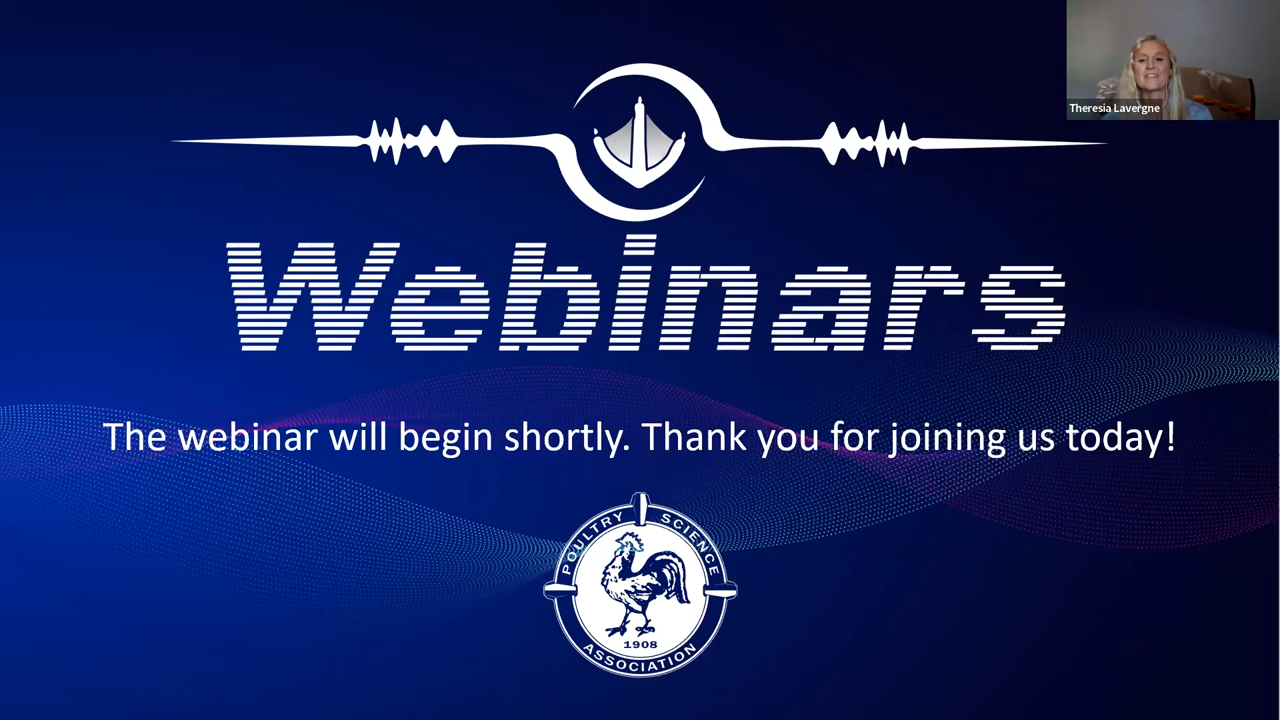 Theresia Lavergne
Webinars
The webinar will begin shortly. Thank you for joining us today!
POULTRY SCIENCE
1908
ASSOCIATION